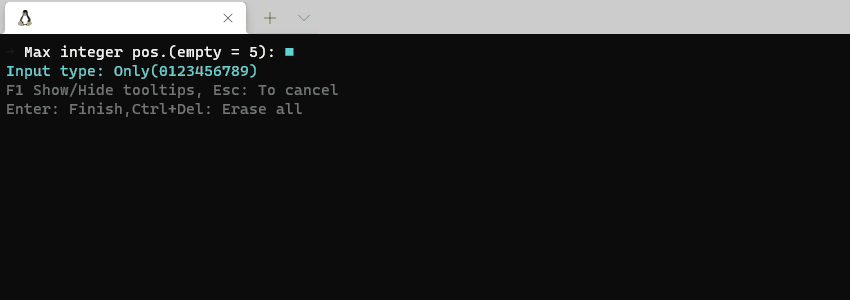 → Max integer pos.(empty = 5):
Input type: Only(0123456789)
F1 Show/Hide tooltips, Esc: To cancel
Enter: Finish,Ctrl+Del: Erase all